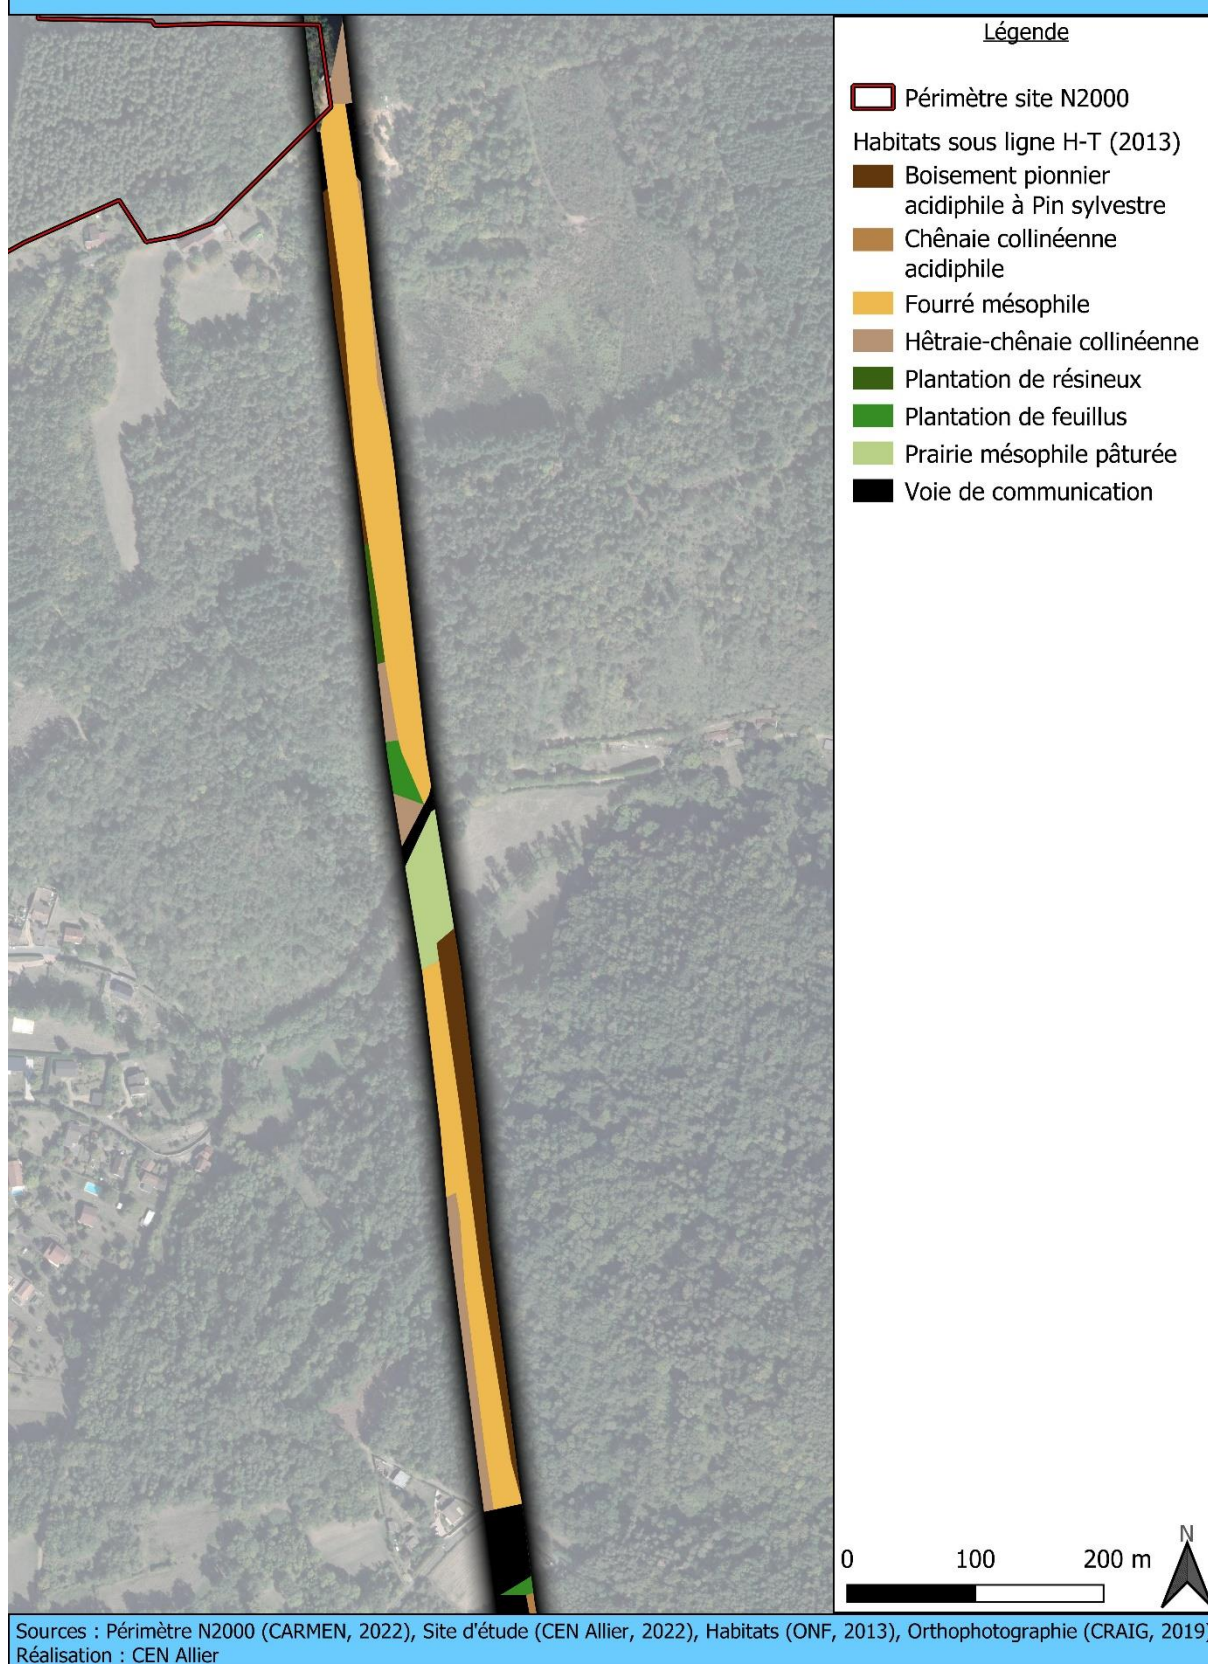 Légende
Périmètre site N2000
Habitats sous ligne H-T (2013)
Boisement pionnier
acidiphile à Pin sylvestre
Chênaie collinéenne
acidiphile
Fourré mésophile
Hêtraie-chênaie collinéenne
Plantation de résineux
Plantation de feuillus
Prairie mésophile pâturée
Voie de communication
N
0 100 200 m
Sources : Périmètre N2000 (CARMEN, 2022), Site d'étude (CEN Allier, 2022), Habitats (ONF, 2013), Orthophotographie (CRAIG, 2019)
Réalisation : CEN Allier